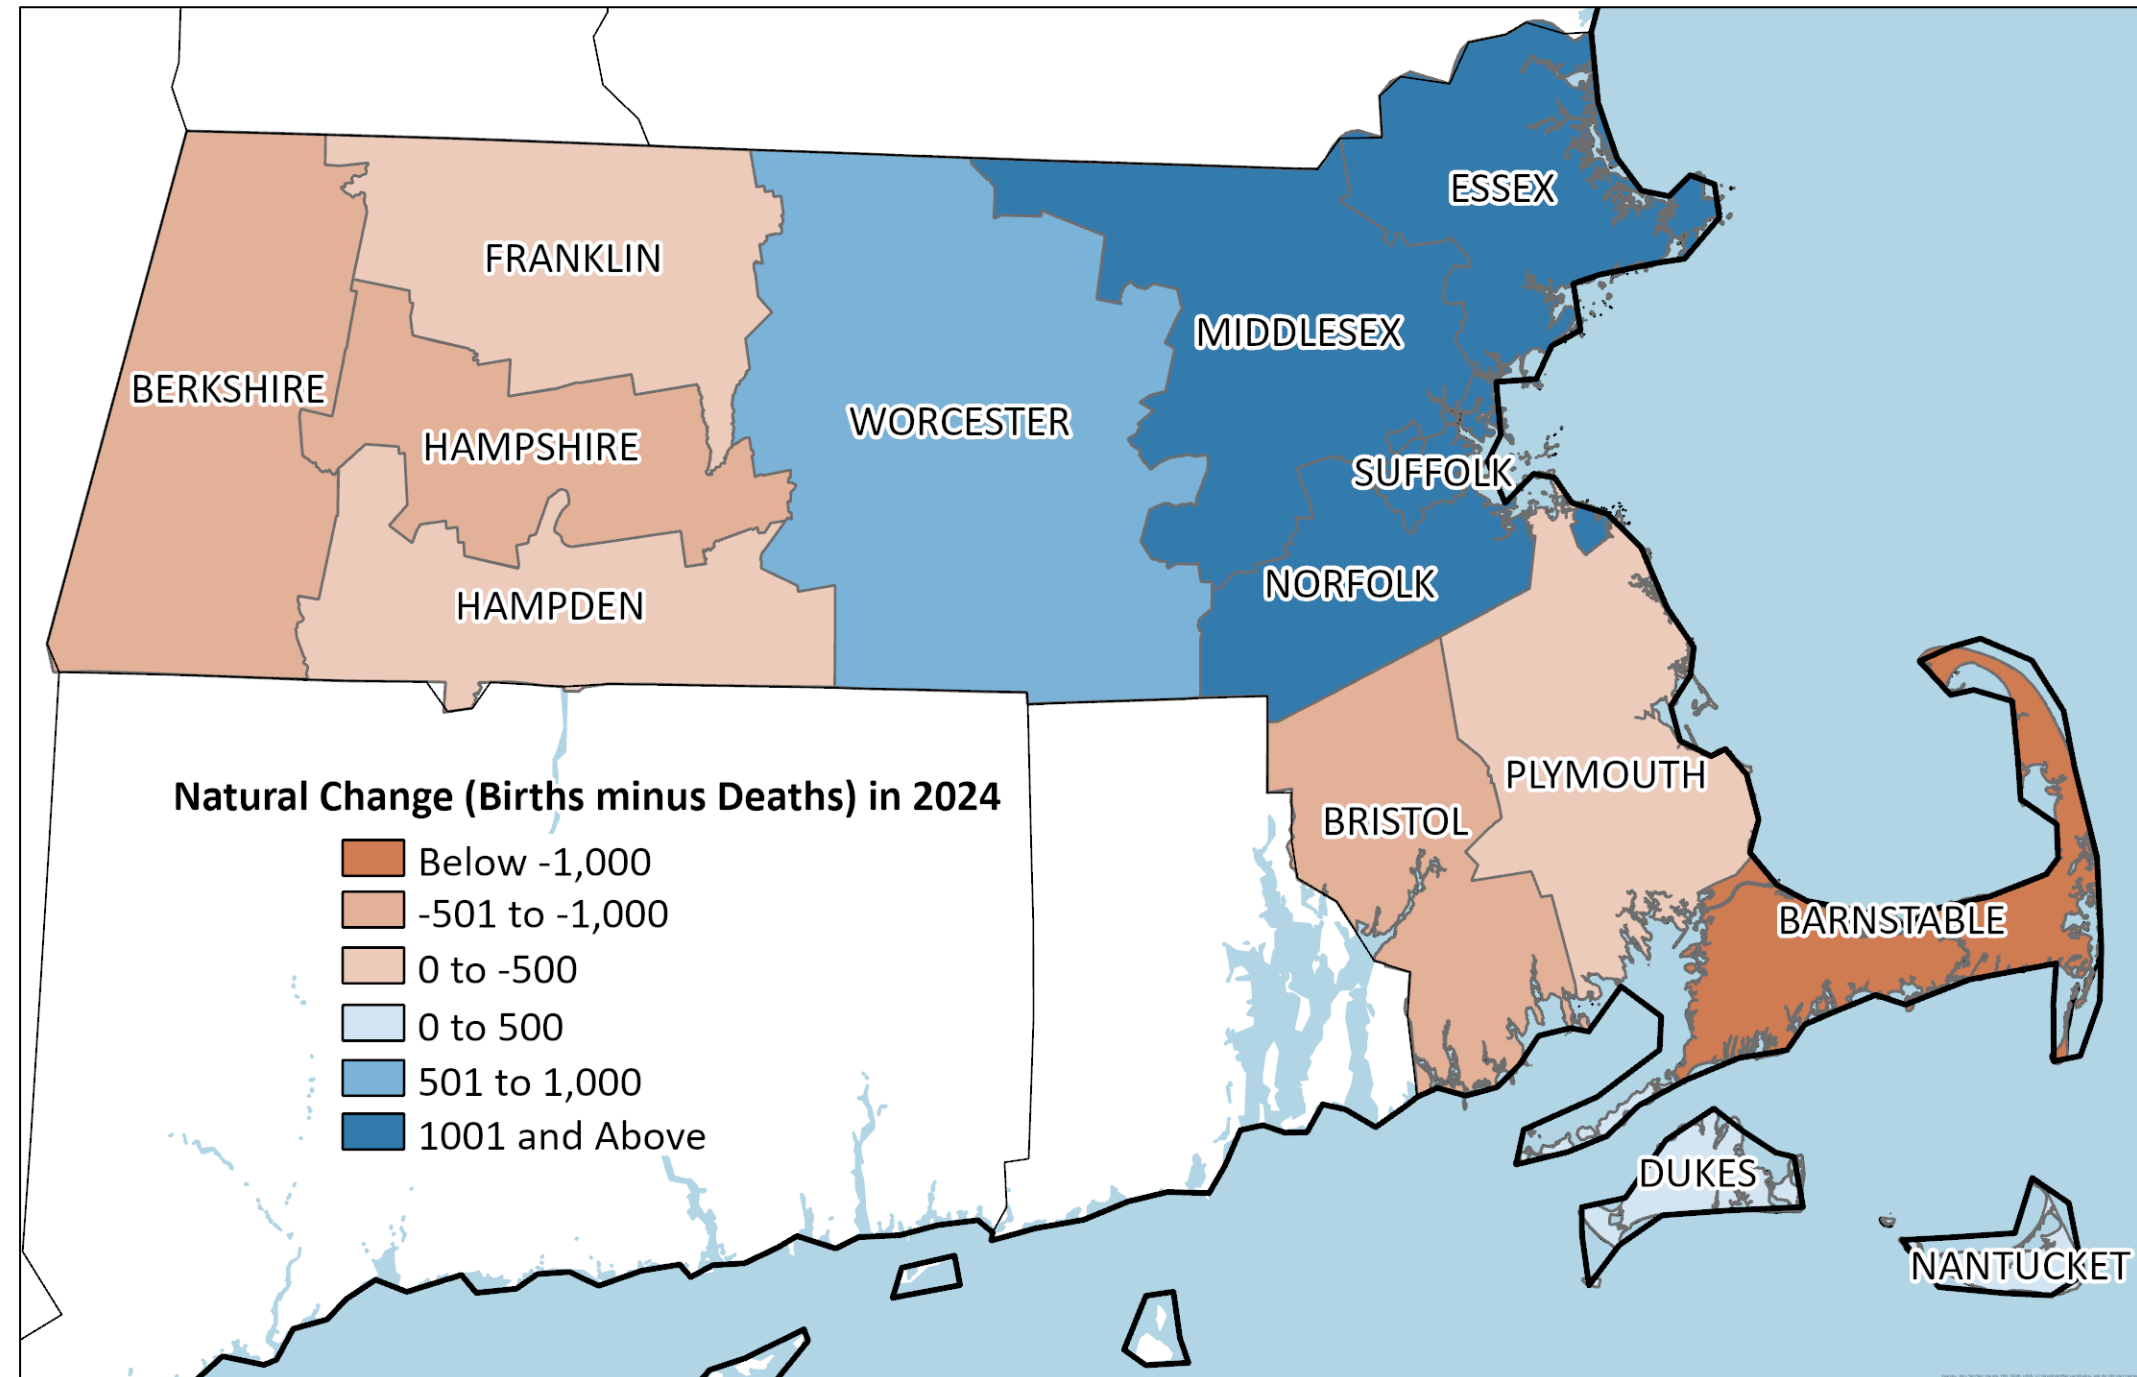 ESSEX
FRANKLIN
MIDDLESEX
BERKSHIRE
WORCESTER
HAMPSHIRE
SUFFOLK
NORFOLK
HAMPDEN
PLYMOUTH
BRISTOL
BARNSTABLE
DUKES
NANTUCKET
Natural Change (Births minus Deaths) in 2024
Below -1,000
-501 to -1,000
0 to -500
0 to 500
501 to 1,000
1001 and Above